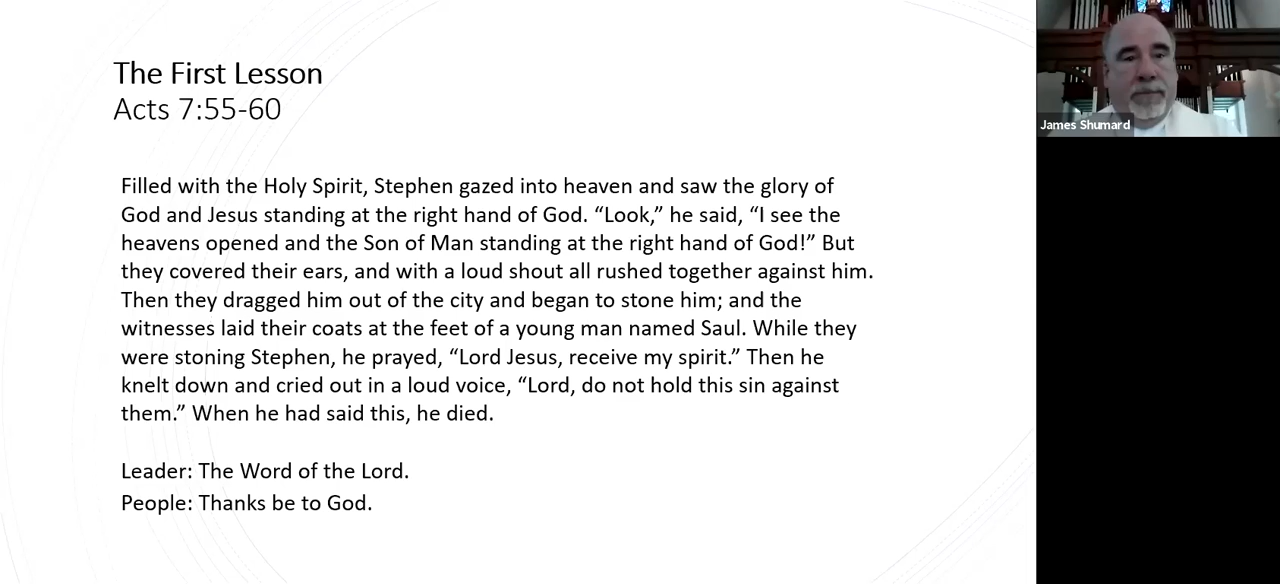 The First Lesson
Acts 7:55-60
Filled with the Holy Spirit, Stephen gazed into heaven and saw the glory of
God and Jesus standing at the right hand of God. “Look,” he said, “I see the
heavens opened and the Son of Man standing at the right hand of God!” But
they covered their ears, and with a loud shout all rushed together against him.
Then they dragged him out of the city and began to stone him; and the
witnesses laid their coats at the feet of a young man named Saul. While they
were stoning Stephen, he prayed, “Lord Jesus, receive my spirit.” Then he
knelt down and cried out in a loud voice, “Lord, do not hold this sin against
them.” When he had said this, he died.
Leader: The Word of the Lord.
People: Thanks be to God.
James Shumard